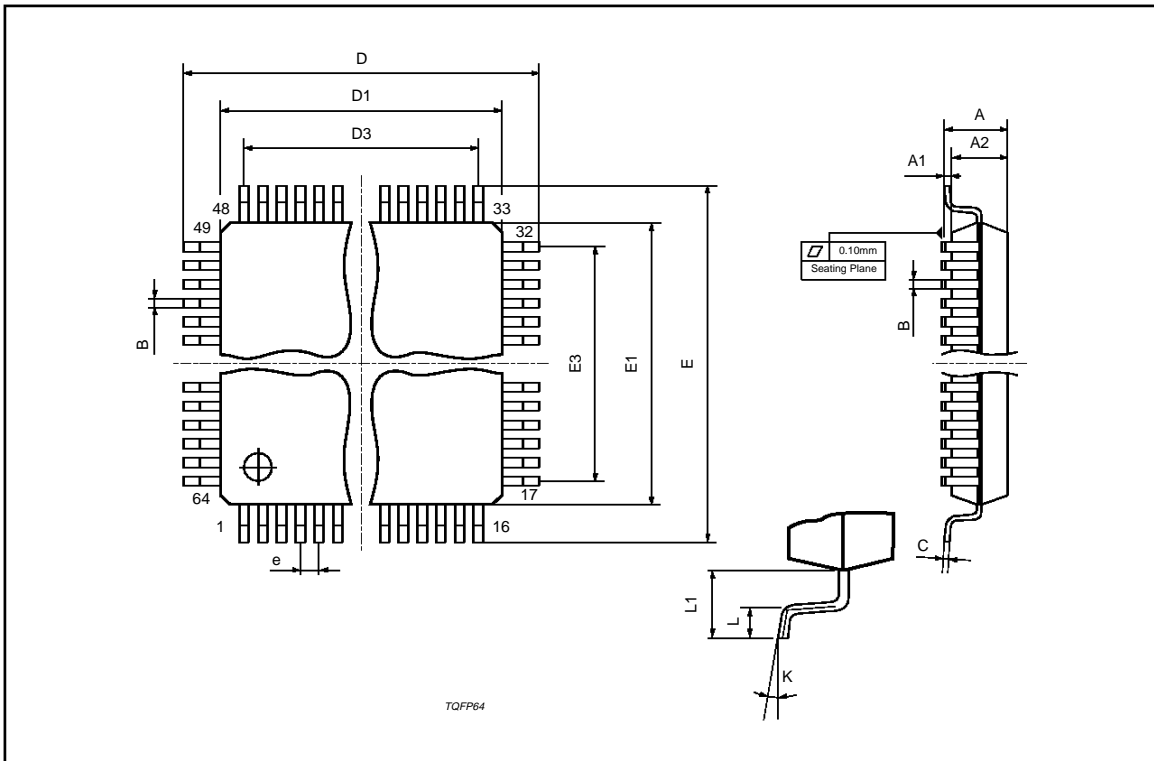 D
D1
D3
A
A2
A1
48
33
49
32
0.10mm
Seating Plane
B
B
E3
E1
E
64
17
1
16
e
C
L1
L
K
TQFP64